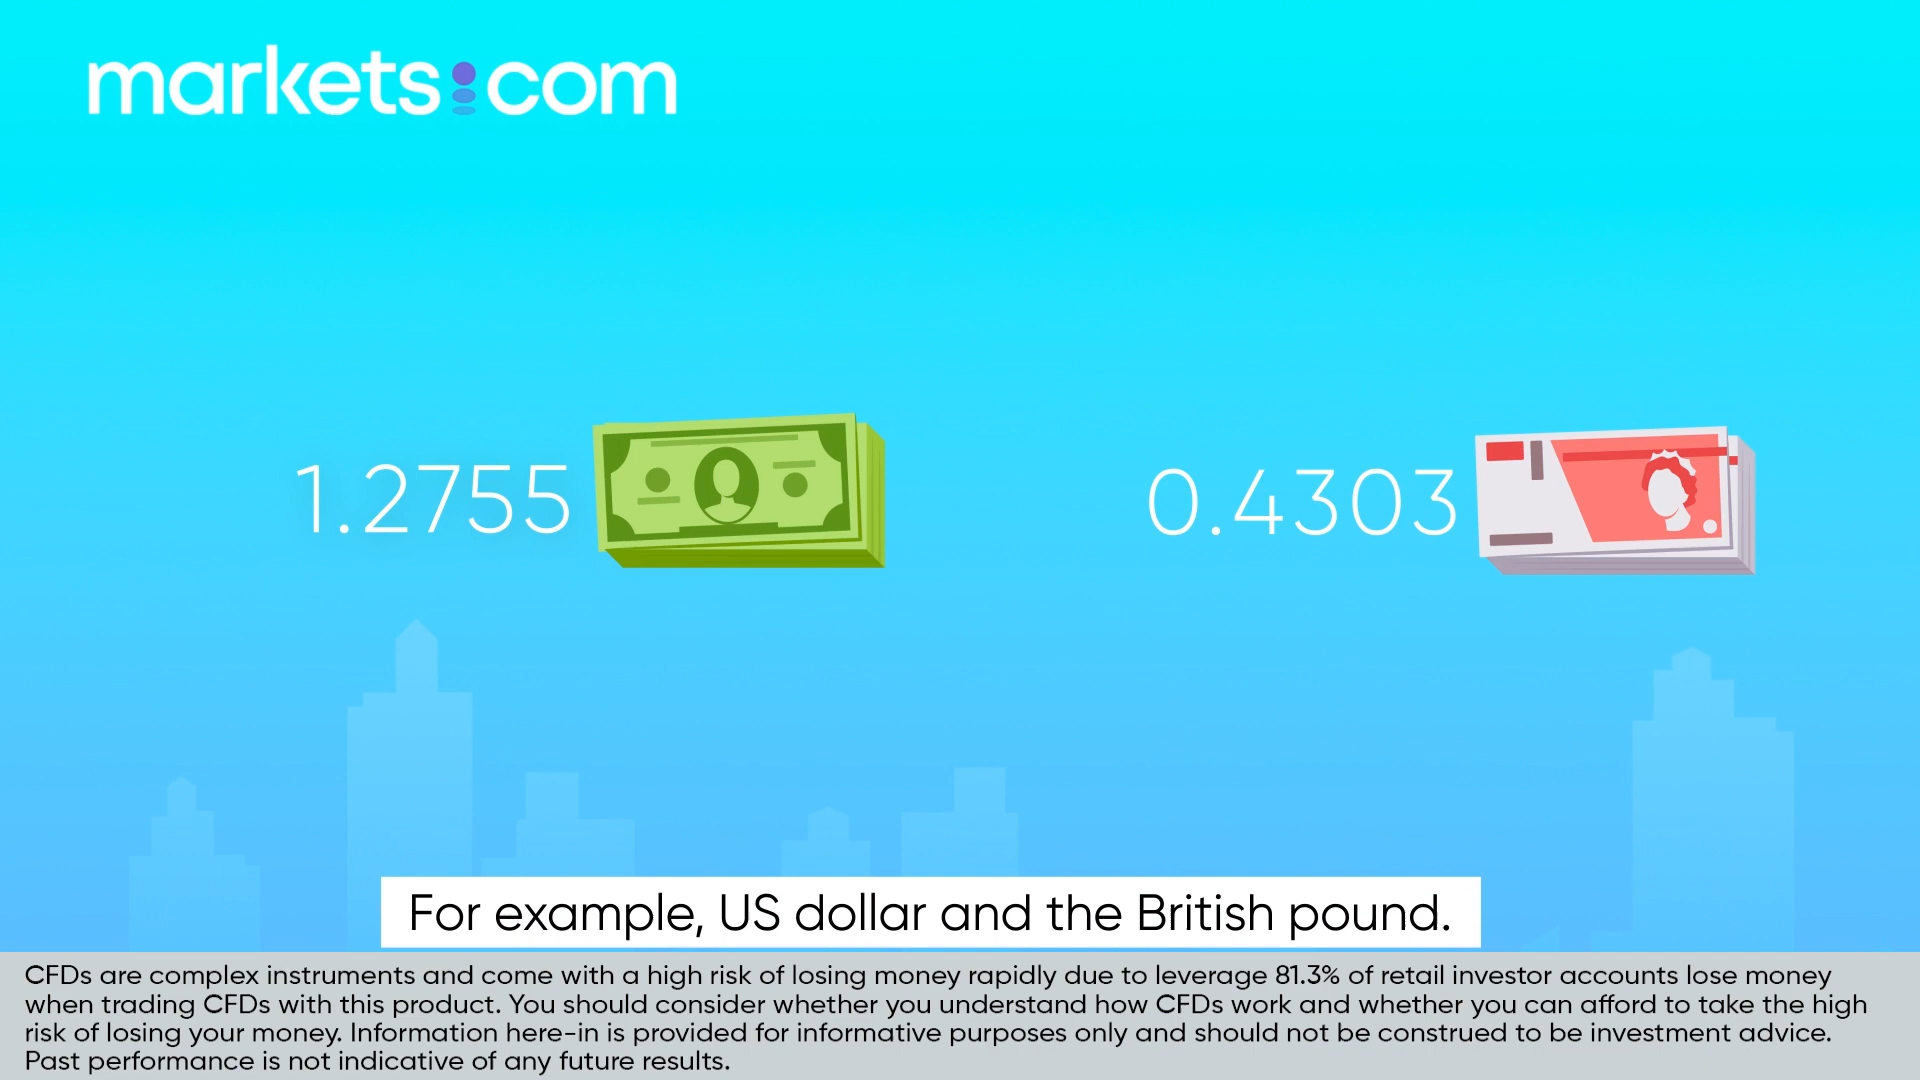 markets.com
1.2755
0.4303
For example, US dollar and the British pound.
CFDs are complex instruments and come with a high risk of losing money rapidly due to leverage 81.3% of retail investor accounts lose money
when trading CFDs with this product. You should consider whether you understand how CFDs work and whether you can afford to take the high
risk of losing your money. Information here-in is provided for informative purposes only and should not be construed to be investment advice.
Past performance is not indicative of any future results.